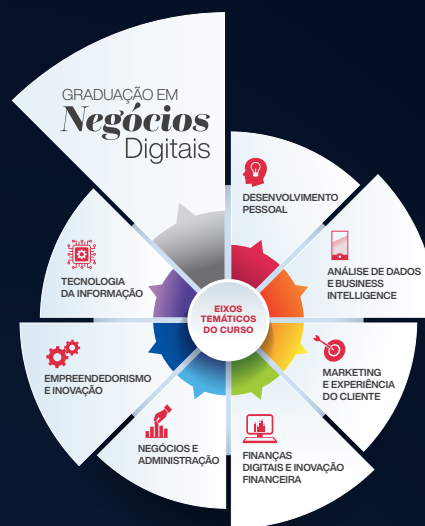 GRADUAÇÃO EM
Negócios
Digitais
DESENVOLVIMENTO
PESSOAL
ANÁLISE DE DADOS
E BUSINESS
INTELLIGENCE
MARKETING
E EXPERIÊNCIA
DO CLIENTE
FINANÇAS
DIGITAIS E INOVAÇÃO
FINANCEIRA
NEGÓCIOS E
ADMINISTRAÇÃO
EMPREENDEDORISMO
E INOVAÇÃO
TECNOLOGIA
DA INFORMAÇÃO
EIXOS
TEMÁTICOS
DO CURSO